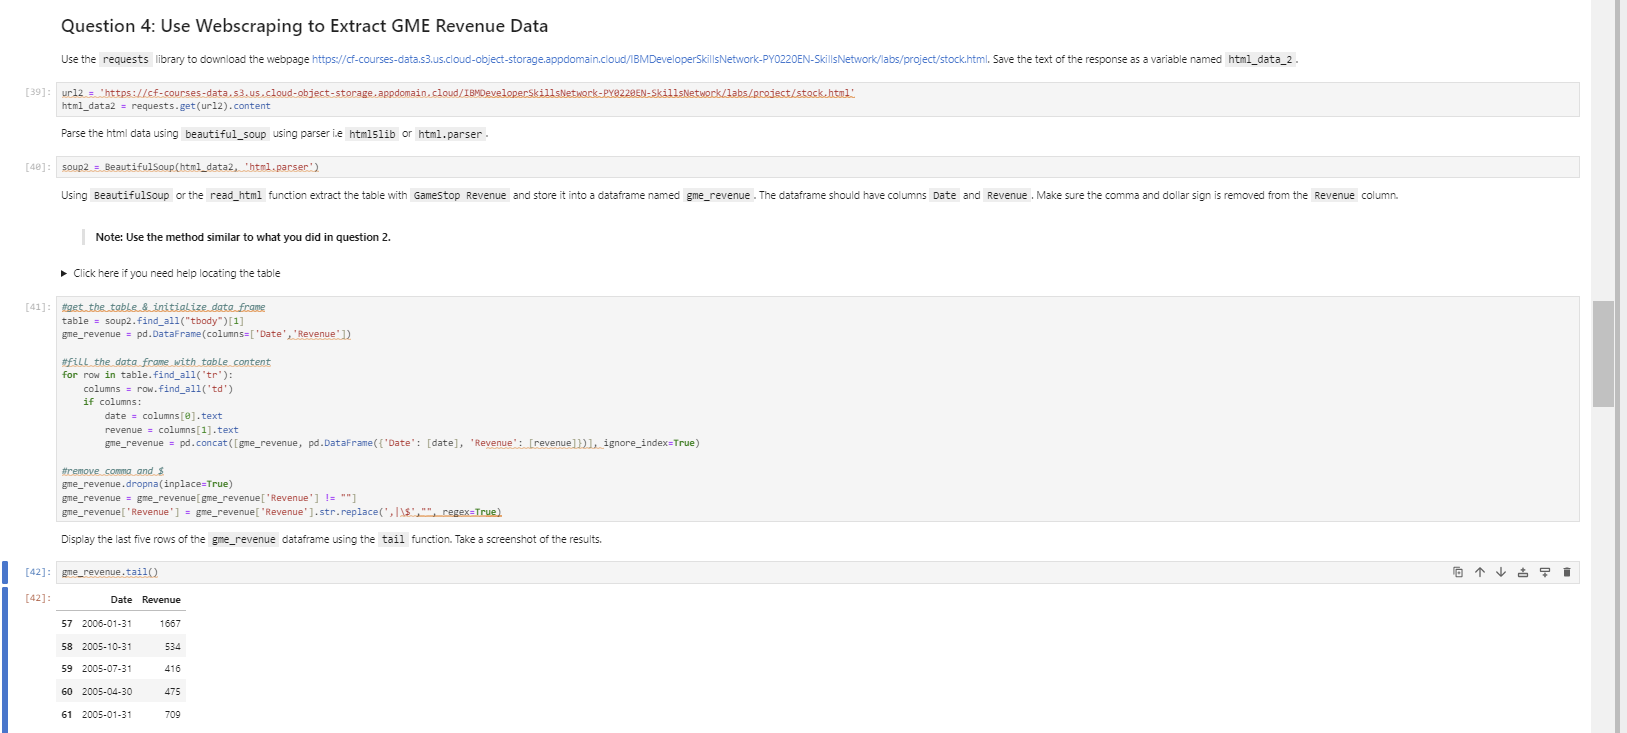 Question 4: Use Webscraping to Extract GME Revenue Data
Use the requests library to download the webpage https://cf-courses-data.s3.us.cloud-object-storage.appdomain.cloud/IBMDeveloperSkillsNetwork-PY0220EN-SkillsNetwork/labs/project/stock.html. Save the text of the response as a variable named html_data_2.
[39]: url2 = 'https://cf-courses-data.s3.us.cloud-object-storage.appdomain.cloud/IBMDeveloperSkillsNetwork-PY0220EN-SkillsNetwork/labs/project/stock.html'
html_data2 = requests.get(url2).content
Parse the html data using beautiful_soup using parser i.e html5lib or html.parser.
[40]: soup2 = BeautifulSoup(html_data2, 'html.parser')
Using BeautifulSoup or the read_html function extract the table with GameStop Revenue and store it into a dataframe named gme_revenue. The dataframe should have columns Date and Revenue. Make sure the comma and dollar sign is removed from the Revenue column.
Note: Use the method similar to what you did in question 2.
▶ Click here if you need help locating the table
[41]: #get the table & initialize data frame
table = soup2.find_all("tbody")[1]
gme_revenue = pd.DataFrame(columns=['Date','Revenue'])
#fill the data frame with table content
for row in table.find_all('tr'):
    columns = row.find_all('td')
    if columns:
        date = columns[0].text
        revenue = columns[1].text
        gme_revenue = pd.concat([gme_revenue, pd.DataFrame({'Date': [date], 'Revenue': [revenue]})], ignore_index=True)
#remove comma and $
gme_revenue.dropna(inplace=True)
gme_revenue = gme_revenue[gme_revenue['Revenue'] != ""]
gme_revenue['Revenue'] = gme_revenue['Revenue'].str.replace(',|\$',"", regex=True)
Display the last five rows of the gme_revenue dataframe using the tail function. Take a screenshot of the results.
[42]: gme_revenue.tail()
[42]: Date Revenue
57 2006-01-31 1667
58 2005-10-31 534
59 2005-07-31 416
60 2005-04-30 475
61 2005-01-31 709